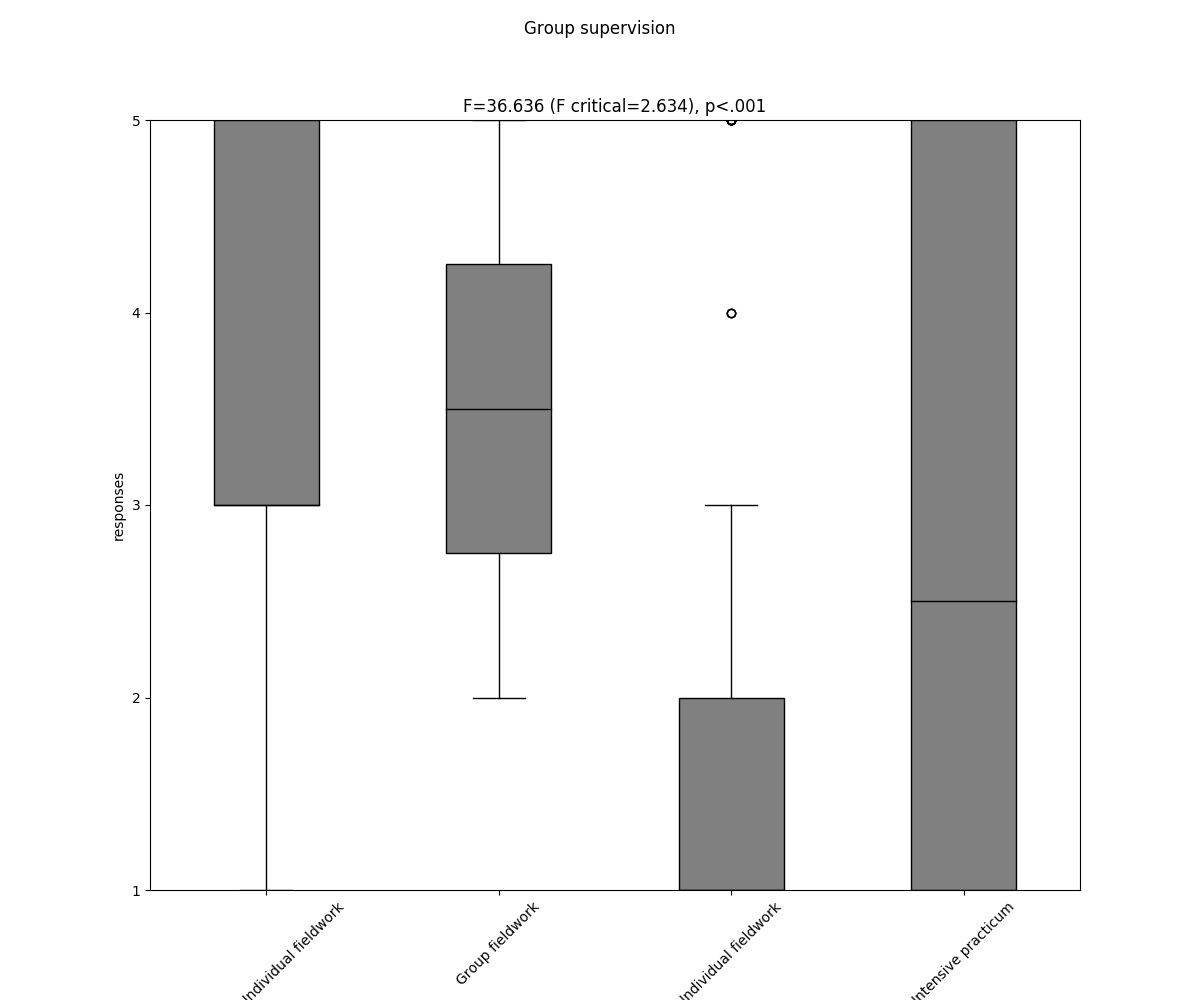 Group supervision
F=36.636 (F critical=2.634), p<.001
5
4
3
2
1
responses
Individual fieldwork
Group fieldwork
Individual fieldwork
Intensive practicum